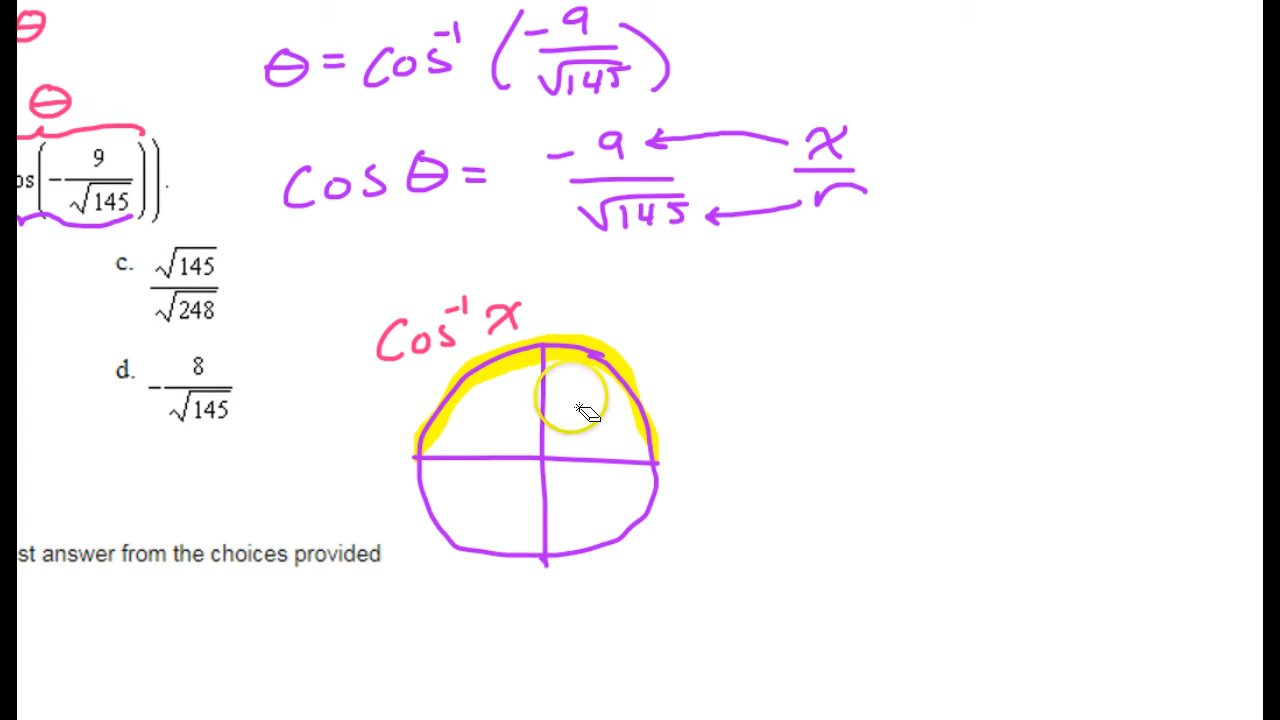 θ
θ = cos⁻¹ (-9/√145)
θ
os(-9/√145)).
cos θ = -9/√145 x/r
c. √145/√248
cos⁻¹ x
d. -8/√145
st answer from the choices provided